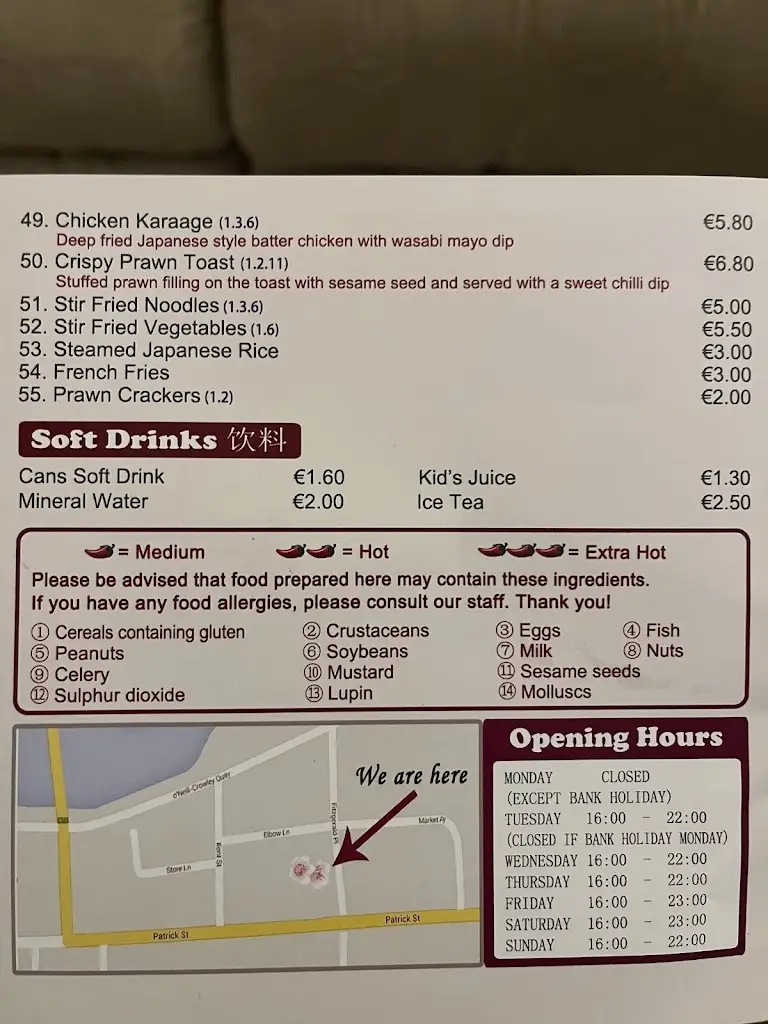 49. Chicken Karaage (1.3.6) €5.80
Deep fried Japanese style batter chicken with wasabi mayo dip
50. Crispy Prawn Toast (1.2.11) €6.80
Stuffed prawn filling on the toast with sesame seed and served with a sweet chilli dip
51. Stir Fried Noodles (1.3.6) €5.00
52. Stir Fried Vegetables (1.6) €5.50
53. Steamed Japanese Rice €3.00
54. French Fries €3.00
55. Prawn Crackers (1.2) €2.00
Soft Drinks 饮料
Cans Soft Drink €1.60 Kid's Juice €1.30
Mineral Water €2.00 Ice Tea €2.50
= Medium = Hot = Extra Hot
Please be advised that food prepared here may contain these ingredients.
If you have any food allergies, please consult our staff. Thank you!
① Cereals containing gluten ② Crustaceans ③ Eggs ④ Fish
⑤ Peanuts ⑥ Soybeans ⑦ Milk ⑧ Nuts
⑨ Celery ⑩ Mustard ⑪ Sesame seeds
⑫ Sulphur dioxide ⑬ Lupin ⑭ Molluscs
We are here
O'Neill-Crowley Quay
Fitzgerald Pl
Market Ay
Elbow Ln
Kent St
Store Ln
Patrick St
Patrick St
Opening Hours
MONDAY CLOSED
(EXCEPT BANK HOLIDAY)
TUESDAY 16:00 - 22:00
(CLOSED IF BANK HOLIDAY MONDAY)
WEDNESDAY 16:00 - 22:00
THURSDAY 16:00 - 22:00
FRIDAY 16:00 - 23:00
SATURDAY 16:00 - 23:00
SUNDAY 16:00 - 22:00